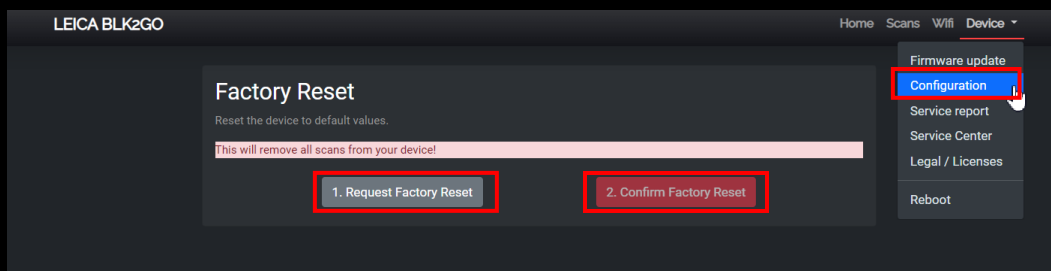 LEICA BLK2GO
Home Scans Wifi Device
Firmware update
Configuration
Service report
Service Center
Legal / Licenses
Reboot
Factory Reset
Reset the device to default values.
This will remove all scans from your device!
1. Request Factory Reset
2. Confirm Factory Reset